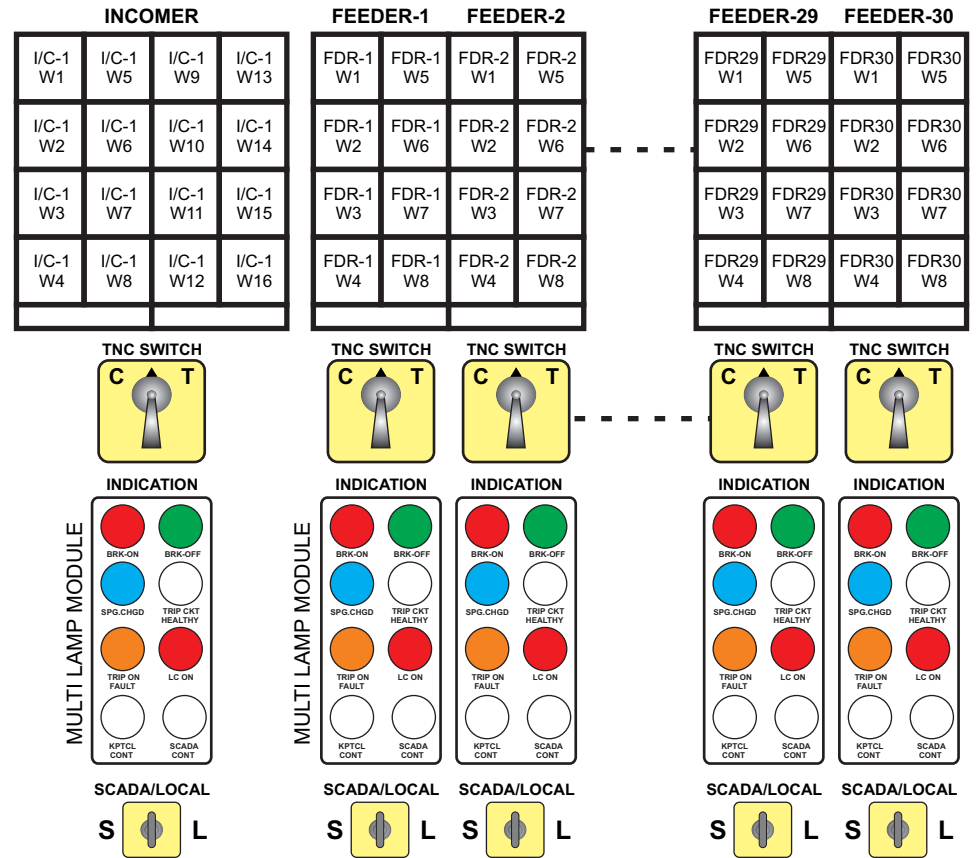 INCOMER FEEDER-1 FEEDER-2 FEEDER-29 FEEDER-30
I/C-1 I/C-1 I/C-1 I/C-1 FDR-1 FDR-1 FDR-2 FDR-2 FDR29 FDR29 FDR30 FDR30
W1 W5 W9 W13 W1 W5 W1 W5 W1 W5 W1 W5
I/C-1 I/C-1 I/C-1 I/C-1 FDR-1 FDR-1 FDR-2 FDR-2 FDR29 FDR29 FDR30 FDR30
W2 W6 W10 W14 W2 W6 W2 W6 W2 W6 W2 W6
I/C-1 I/C-1 I/C-1 I/C-1 FDR-1 FDR-1 FDR-2 FDR-2 FDR29 FDR29 FDR30 FDR30
W3 W7 W11 W15 W3 W7 W3 W7 W3 W7 W3 W7
I/C-1 I/C-1 I/C-1 I/C-1 FDR-1 FDR-1 FDR-2 FDR-2 FDR29 FDR29 FDR30 FDR30
W4 W8 W12 W16 W4 W8 W4 W8 W4 W8 W4 W8
TNC SWITCH TNC SWITCH TNC SWITCH TNC SWITCH TNC SWITCH
C T C T C T C T C T
INDICATION INDICATION INDICATION INDICATION INDICATION
MULTI LAMP MODULE MULTI LAMP MODULE
BRK-ON BRK-OFF BRK-ON BRK-OFF BRK-ON BRK-OFF BRK-ON BRK-OFF BRK-ON BRK-OFF
SPG.CHGD TRIP CKT SPG.CHGD TRIP CKT SPG.CHGD TRIP CKT SPG.CHGD TRIP CKT SPG.CHGD TRIP CKT
HEALTHY HEALTHY HEALTHY HEALTHY HEALTHY
TRIP ON LC ON TRIP ON LC ON TRIP ON LC ON TRIP ON LC ON TRIP ON LC ON
FAULT FAULT FAULT FAULT FAULT
KPTCL SCADA KPTCL SCADA KPTCL SCADA KPTCL SCADA KPTCL SCADA
CONT CONT CONT CONT CONT CONT CONT CONT CONT CONT
SCADA/LOCAL SCADA/LOCAL SCADA/LOCAL SCADA/LOCAL SCADA/LOCAL
S L S L S L S L S L